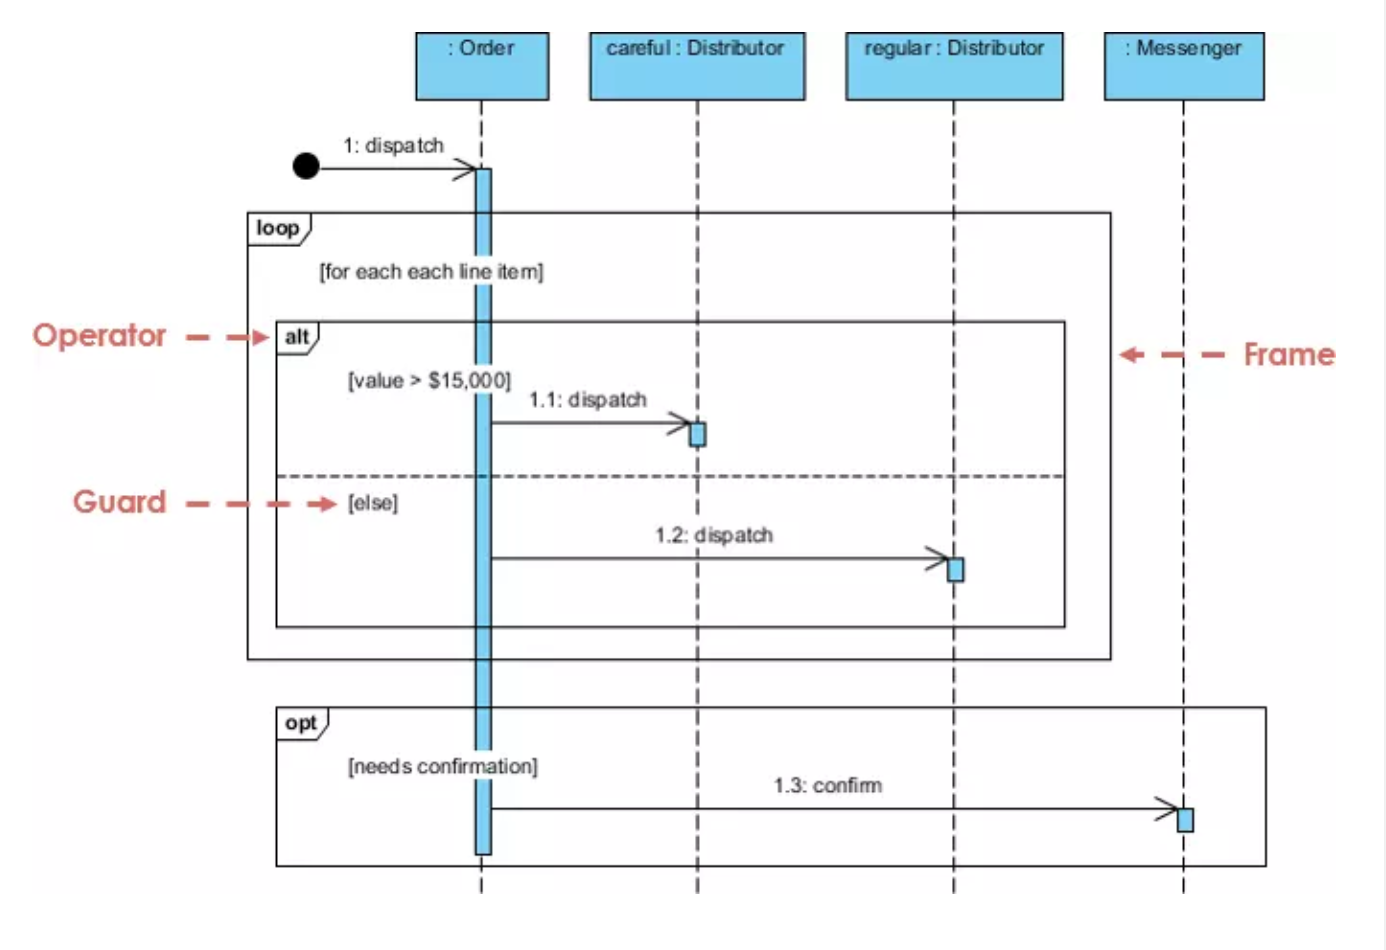 : Order
careful : Distributor
regular : Distributor
: Messenger
1: dispatch
loop
[for each each line item]
Operator
alt
Frame
[value > $15,000]
1.1: dispatch
Guard
[else]
1.2: dispatch
opt
[needs confirmation]
1.3: confirm